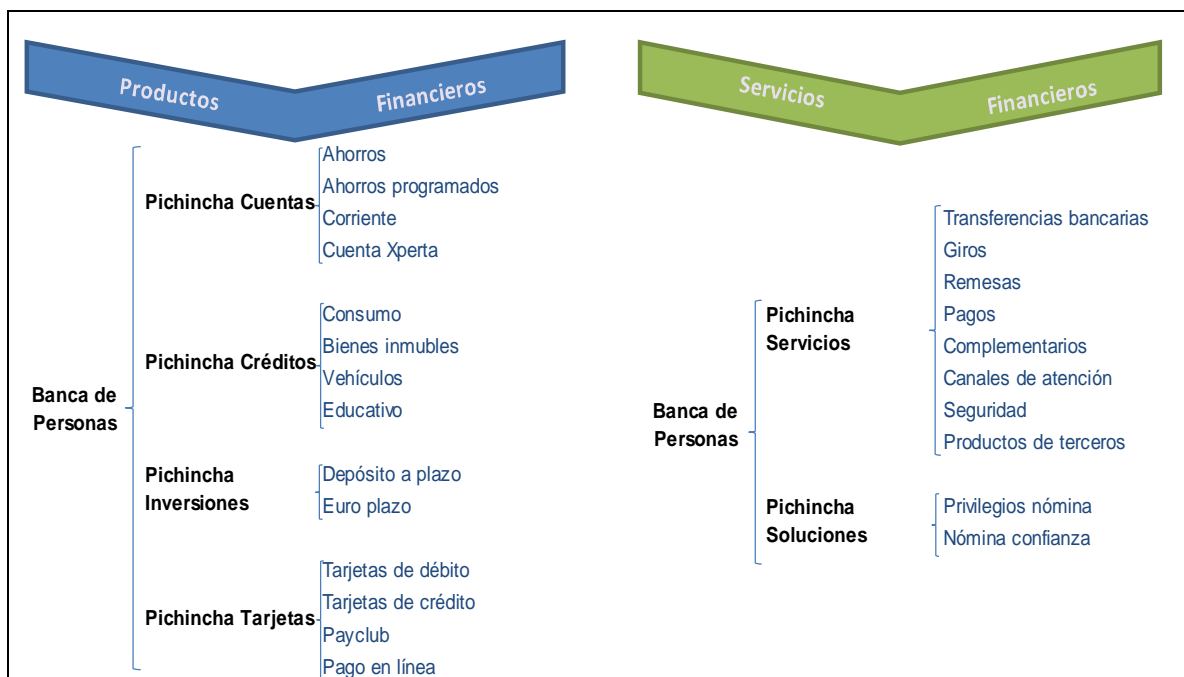 Productos Financieros
Banca de
Personas
Pichincha Cuentas
Ahorros
Ahorros programados
Corriente
Cuenta Xperta
Pichincha Créditos
Consumo
Bienes inmubles
Vehículos
Educativo
Pichincha
Inversiones
Depósito a plazo
Euro plazo
Pichincha Tarjetas
Tarjetas de débito
Tarjetas de crédito
Payclub
Pago en línea
Servicios Financieros
Banca de
Personas
Pichincha
Servicios
Transferencias bancarias
Giros
Remesas
Pagos
Complementarios
Canales de atención
Seguridad
Productos de terceros
Pichincha
Soluciones
Privilegios nómina
Nómina confianza